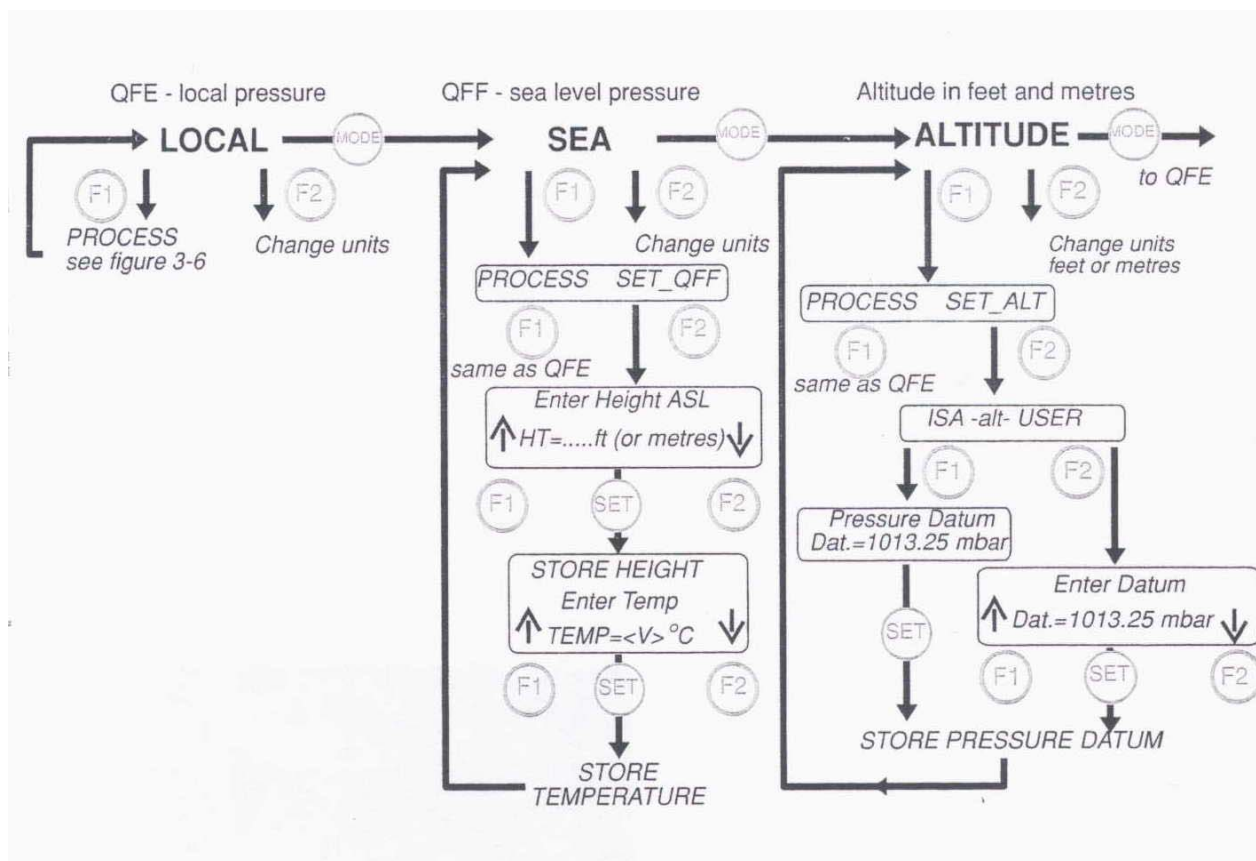 QFE - local pressure
LOCAL
MODE
F1
F2
PROCESS
see figure 3-6
Change units
QFF - sea level pressure
SEA
MODE
F1
F2
Change units
PROCESS SET_QFF
F1
F2
same as QFE
Enter Height ASL
HT=.....ft (or metres)
F1
SET
F2
STORE HEIGHT
Enter Temp
TEMP=<V> °C
F1
SET
F2
STORE
TEMPERATURE
Altitude in feet and metres
ALTITUDE
MODE
to QFE
F1
F2
Change units
feet or metres
PROCESS SET_ALT
F1
F2
same as QFE
ISA -alt- USER
F1
F2
Pressure Datum
Dat.=1013.25 mbar
SET
Enter Datum
Dat.=1013.25 mbar
F1
SET
F2
STORE PRESSURE DATUM